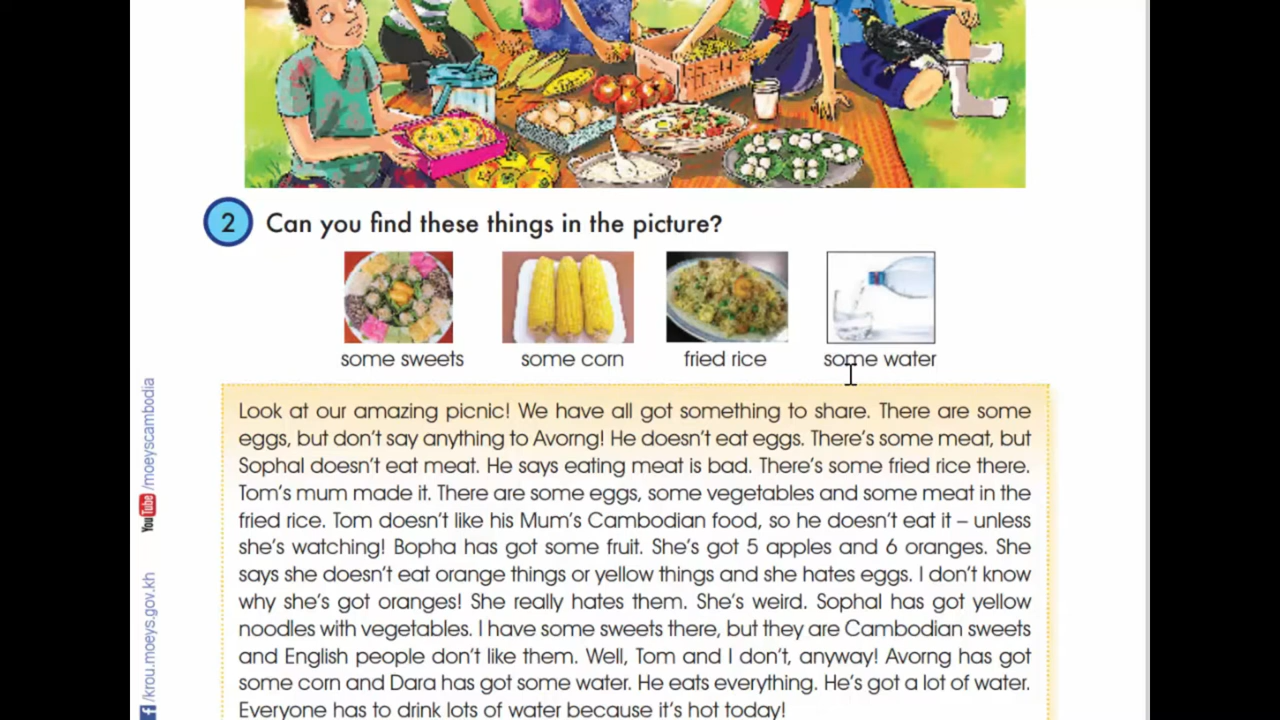 2 Can you find these things in the picture?
some sweets some corn fried rice some water
Look at our amazing picnic! We have all got something to share. There are some
eggs, but don't say anything to Avorng! He doesn't eat eggs. There's some meat, but
Sophal doesn't eat meat. He says eating meat is bad. There's some fried rice there.
Tom's mum made it. There are some eggs, some vegetables and some meat in the
fried rice. Tom doesn't like his Mum's Cambodian food, so he doesn't eat it – unless
she's watching! Bopha has got some fruit. She's got 5 apples and 6 oranges. She
says she doesn't eat orange things or yellow things and she hates eggs. I don't know
why she's got oranges! She really hates them. She's weird. Sophal has got yellow
noodles with vegetables. I have some sweets there, but they are Cambodian sweets
and English people don't like them. Well, Tom and I don't, anyway! Avorng has got
some corn and Dara has got some water. He eats everything. He's got a lot of water.
Everyone has to drink lots of water because it's hot today!
YouTube /moeyscambodia
f /krou.moeys.gov.kh